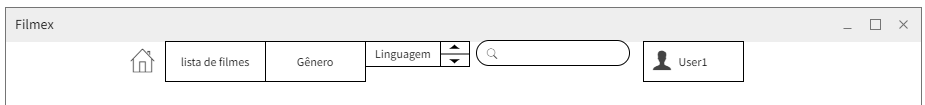 Filmex
lista de filmes
Gênero
Linguagem
User1